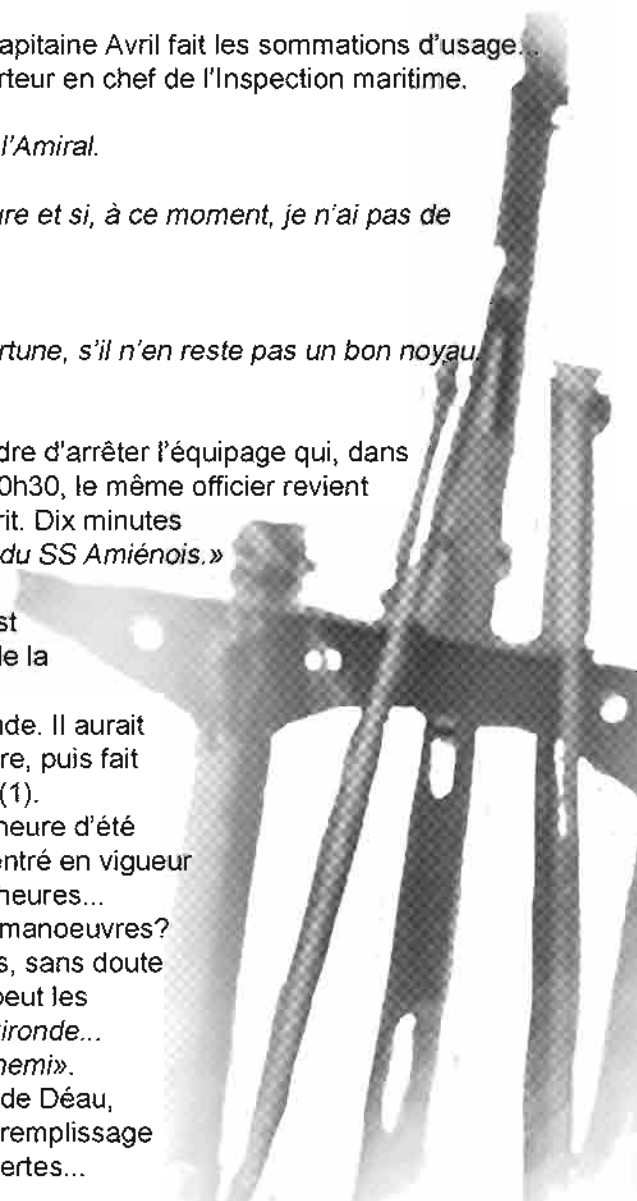 apitaine Avril fait les sommations d'usage...
rteur en chef de l'Inspection maritime.
l'Amiral.
ure et si, à ce moment, je n'ai pas de
rtune, s'il n'en reste pas un bon noyau.
dre d'arrêter l'équipage qui, dans
0h30, le même officier revient
rit. Dix minutes
du SS Amiénois.»
st
de la
nde. Il aurait
re, puis fait
(1).
heure d'été
entré en vigueur
heures...
manoeuvres?
s, sans doute
peut les
ironde...
nemi».
de Déau,
remplissage
ertes...